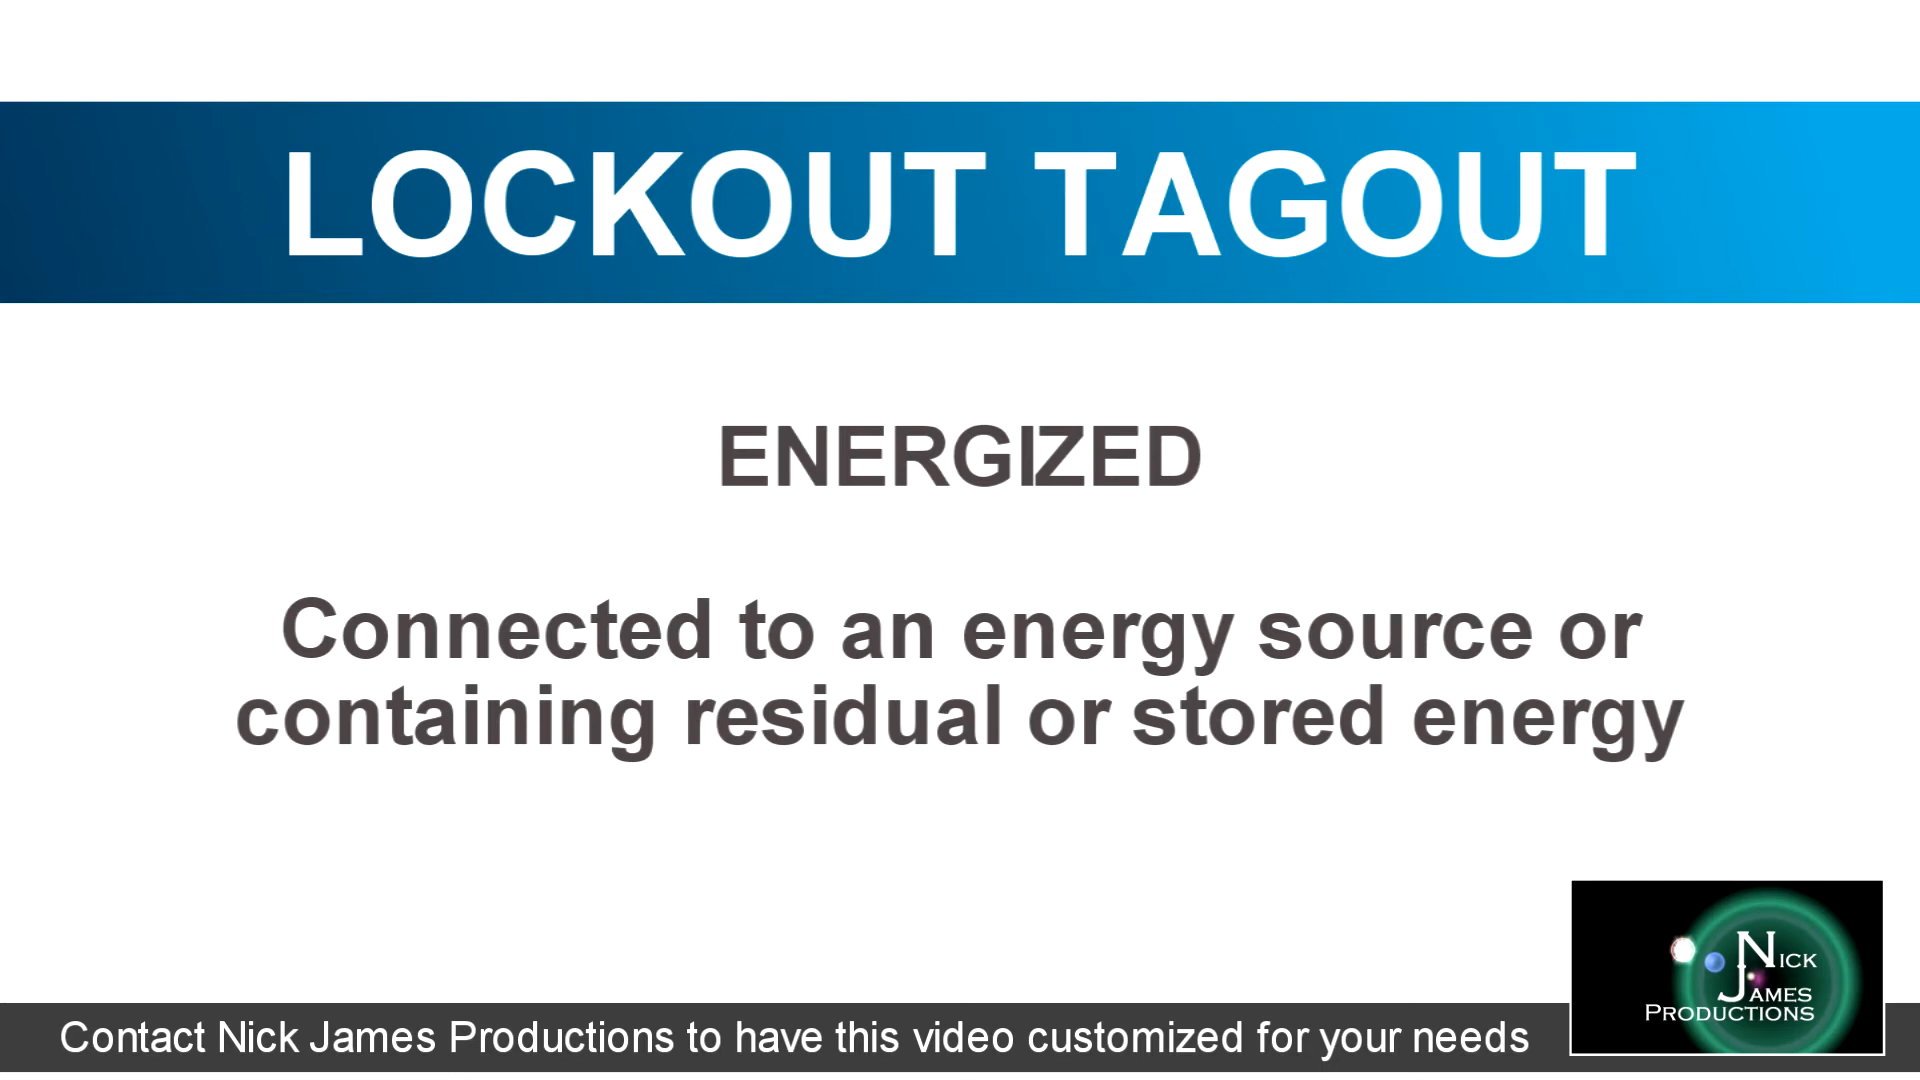 LOCKOUT TAGOUT
ENERGIZED
Connected to an energy source or
containing residual or stored energy
NICK
JAMES
PRODUCTIONS
Contact Nick James Productions to have this video customized for your needs